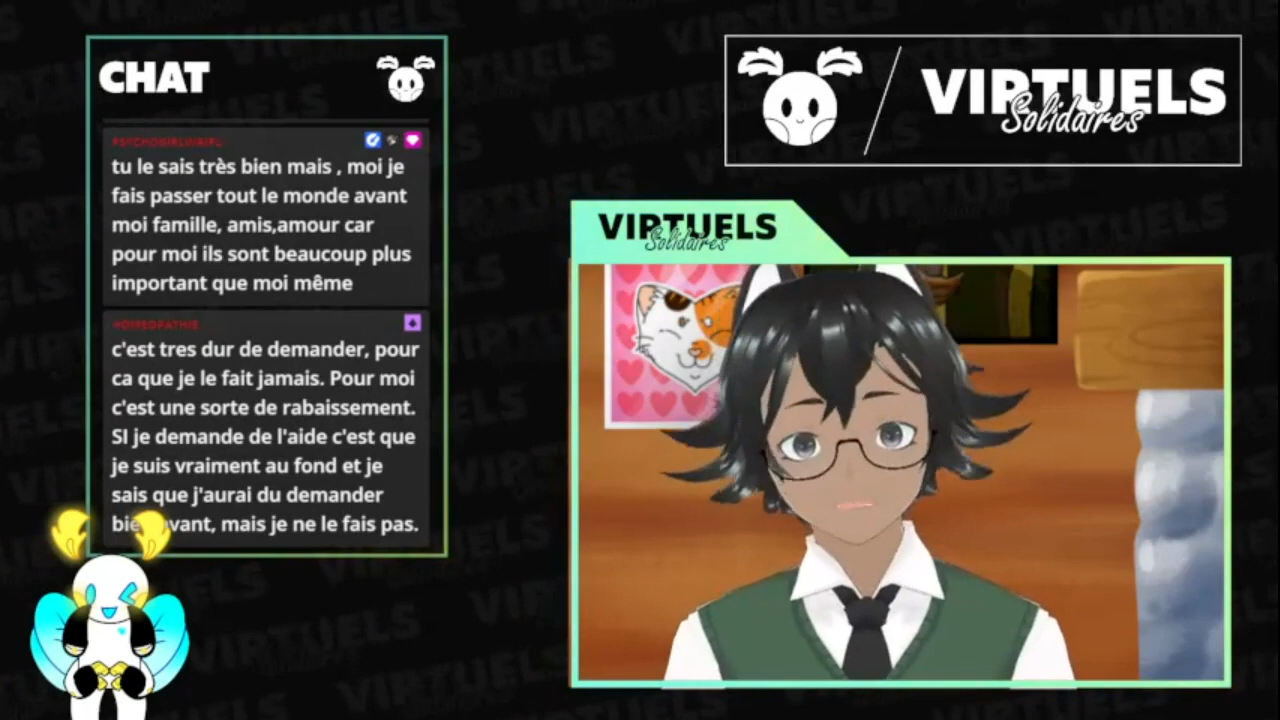 CHAT
tu le sais très bien mais , moi je
fais passer tout le monde avant
moi famille, amis,amour car
pour moi ils sont beaucoup plus
important que moi même
c'est tres dur de demander, pour
ca que je le fait jamais. Pour moi
c'est une sorte de rabaissement.
SI je demande de l'aide c'est que
je suis vraiment au fond et je
sais que j'aurai du demander
mais je ne le fais pas.
VIRTUELS
Solidaires
VIRTUELS
Solidaires